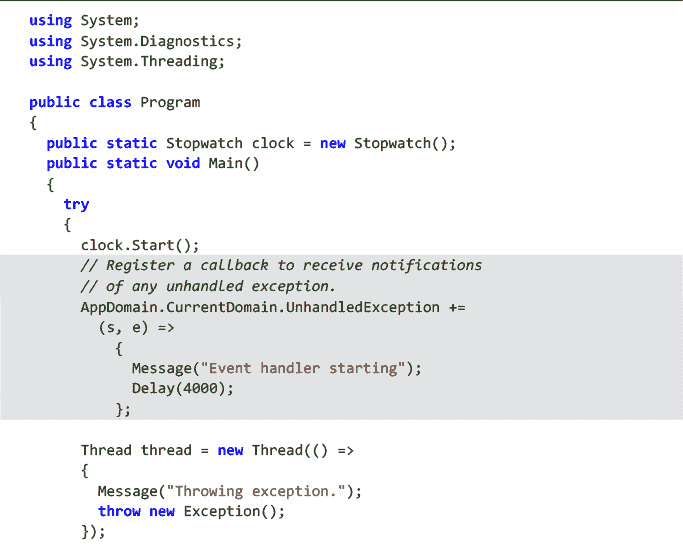 using System;
using System.Diagnostics;
using System.Threading;

public class Program
{
  public static Stopwatch clock = new Stopwatch();
  public static void Main()
  {
    try
    {
      clock.Start();
      // Register a callback to receive notifications
      // of any unhandled exception.
      AppDomain.CurrentDomain.UnhandledException +=
        (s, e) =>
          {
            Message("Event handler starting");
            Delay(4000);
          };

      Thread thread = new Thread(() =>
      {
        Message("Throwing exception.");
        throw new Exception();
      });